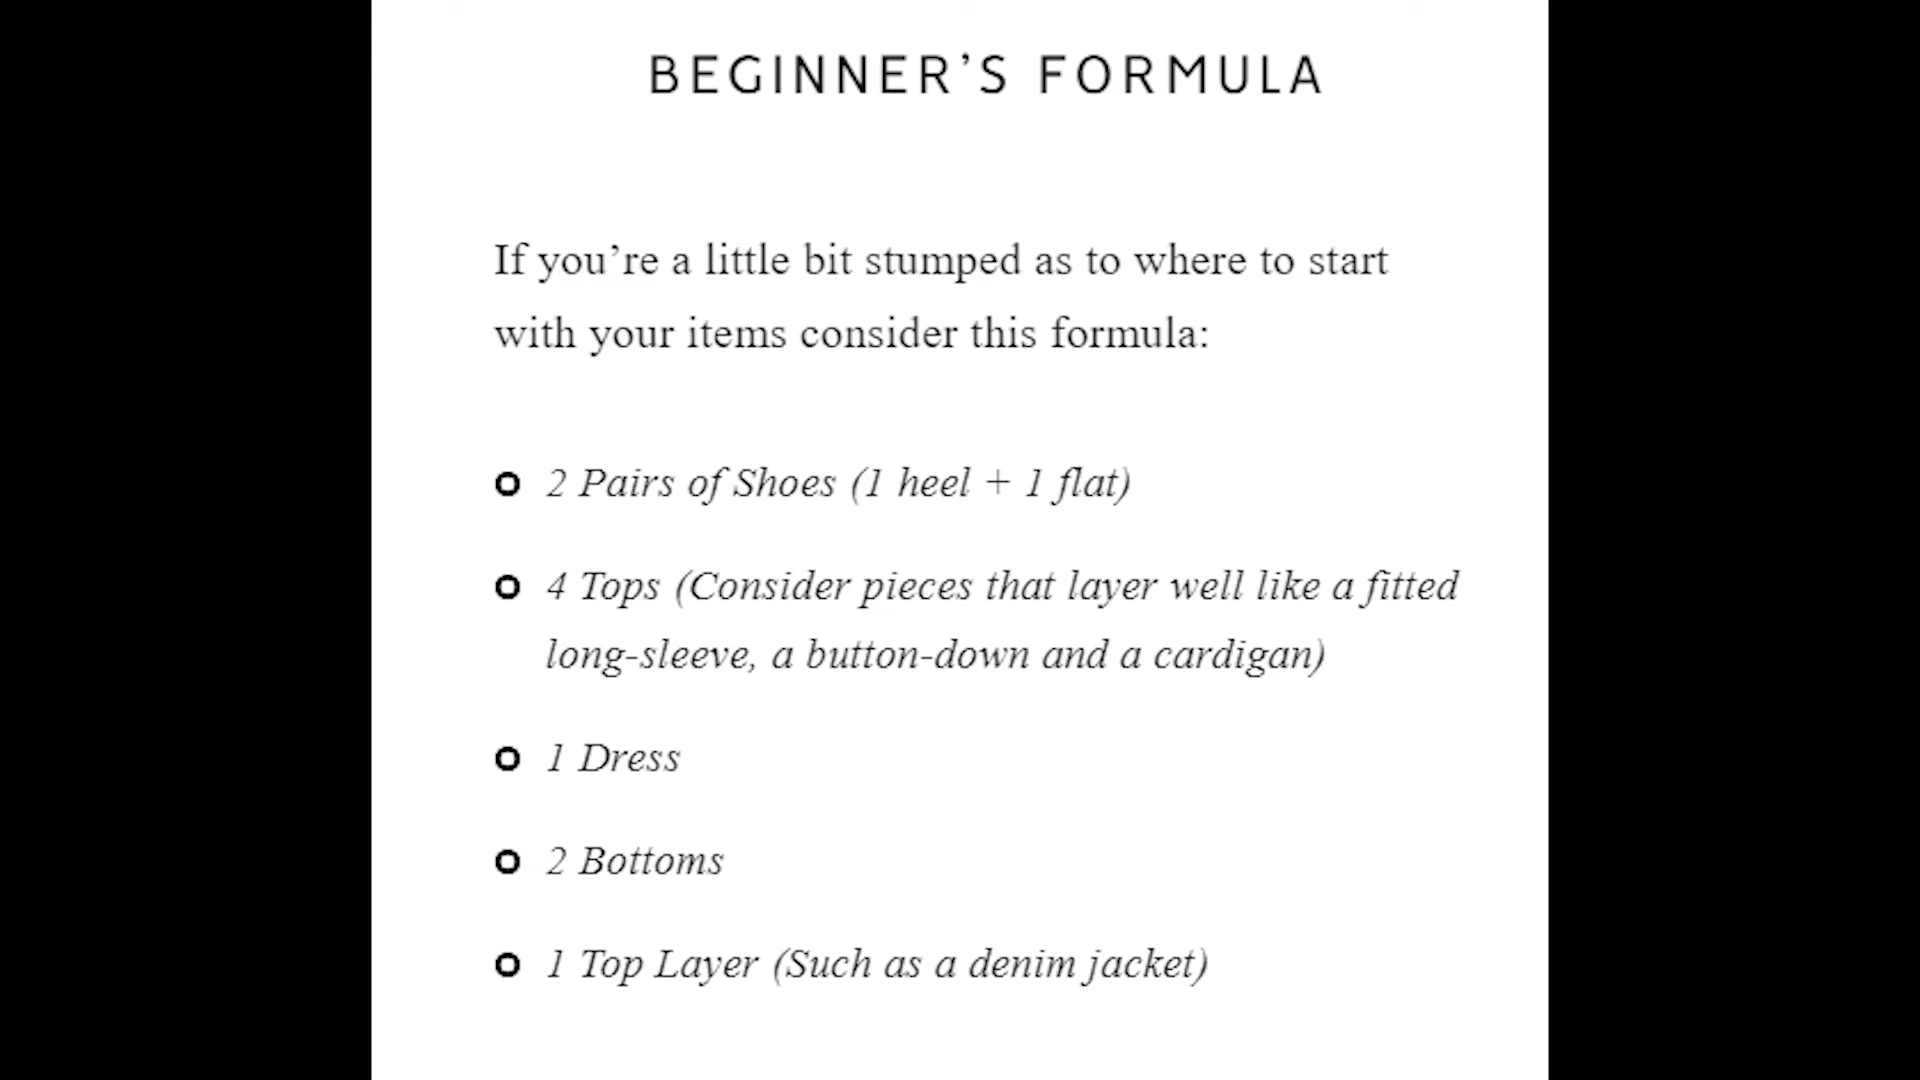 BEGINNER’S FORMULA
If you’re a little bit stumped as to where to start
with your items consider this formula:
2 Pairs of Shoes (1 heel + 1 flat)
4 Tops (Consider pieces that layer well like a fitted
long-sleeve, a button-down and a cardigan)
1 Dress
2 Bottoms
1 Top Layer (Such as a denim jacket)